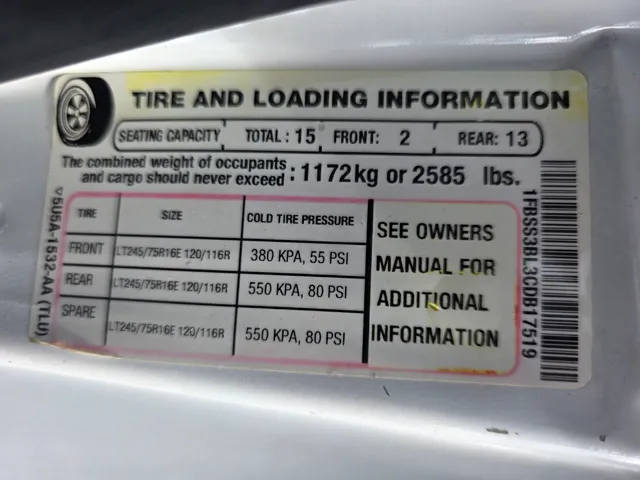 TIRE AND LOADING INFORMATION
SEATING CAPACITY TOTAL: 15 FRONT: 2 REAR: 13
The combined weight of occupants
and cargo should never exceed: 1172kg or 2585 lbs.
TIRE SIZE COLD TIRE PRESSURE
FRONT LT245/75R16E 120/116R 380 KPA, 55 PSI
REAR LT245/75R16E 120/116R 550 KPA, 80 PSI
SPARE LT245/75R16E 120/116R 550 KPA, 80 PSI
SEE OWNERS
MANUAL FOR
ADDITIONAL
INFORMATION
V5U5A-1532-AA (TLU)
1FBSS3BL3CDB17519